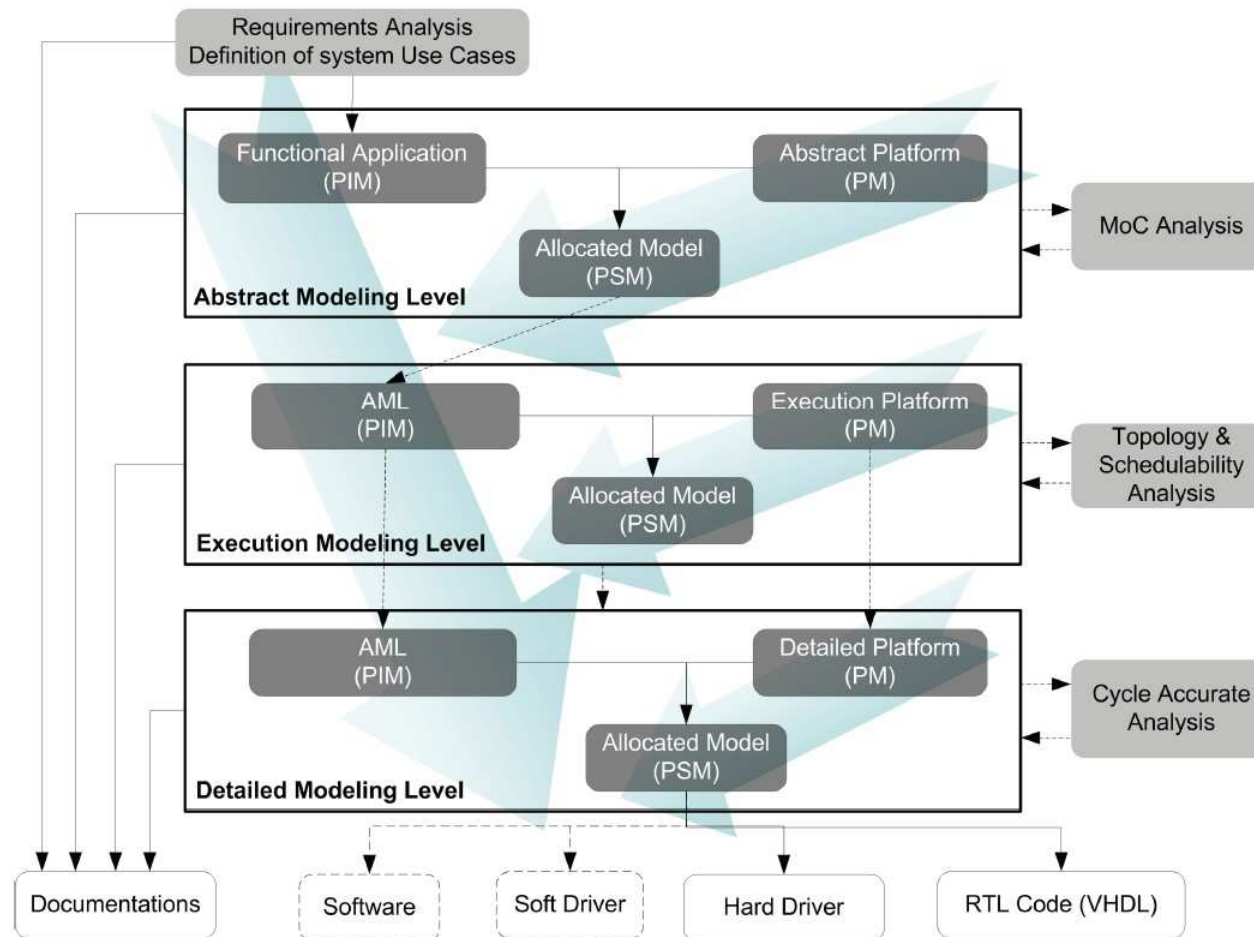 Requirements Analysis
Definition of system Use Cases
Functional Application
(PIM)
Abstract Platform
(PM)
MoC Analysis
Allocated Model
(PSM)
Abstract Modeling Level
AML
(PIM)
Execution Platform
(PM)
Topology &
Schedulability
Analysis
Allocated Model
(PSM)
Execution Modeling Level
AML
(PIM)
Detailed Platform
(PM)
Cycle Accurate
Analysis
Allocated Model
(PSM)
Detailed Modeling Level
Documentations
Software
Soft Driver
Hard Driver
RTL Code (VHDL)